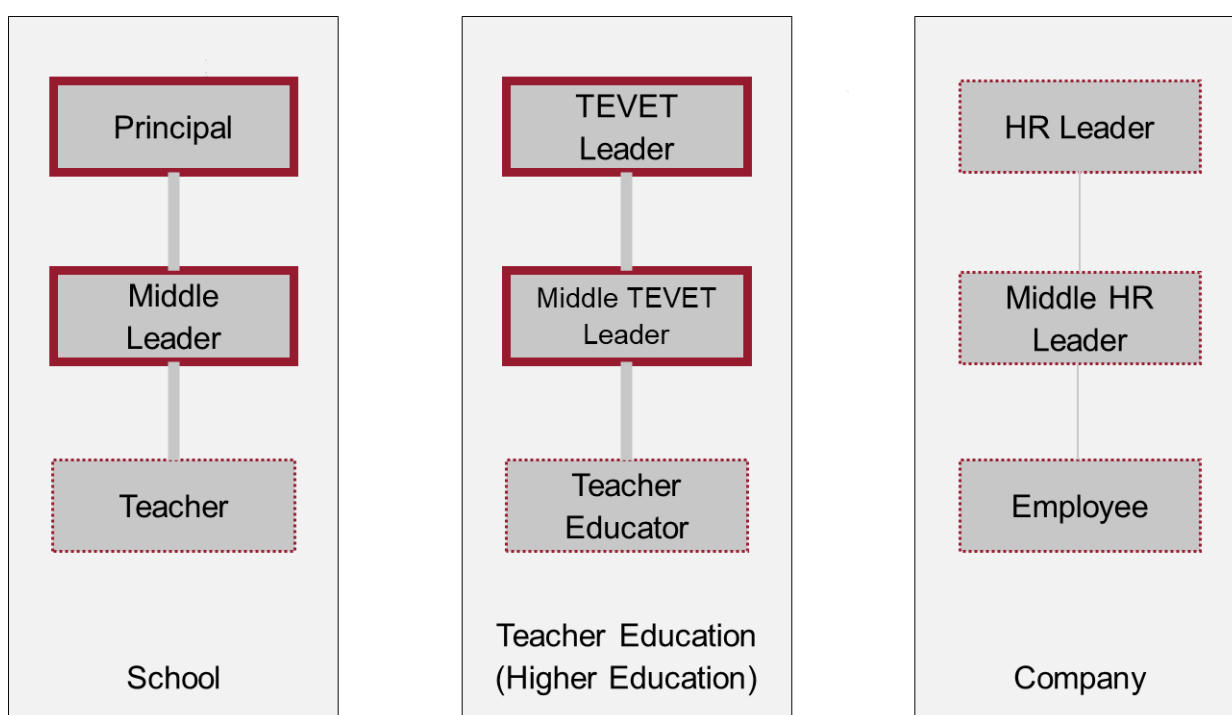 Principal
Middle
Leader
Teacher
School
TEVET
Leader
Middle TEVET
Leader
Teacher
Educator
Teacher Education
(Higher Education)
HR Leader
Middle HR
Leader
Employee
Company